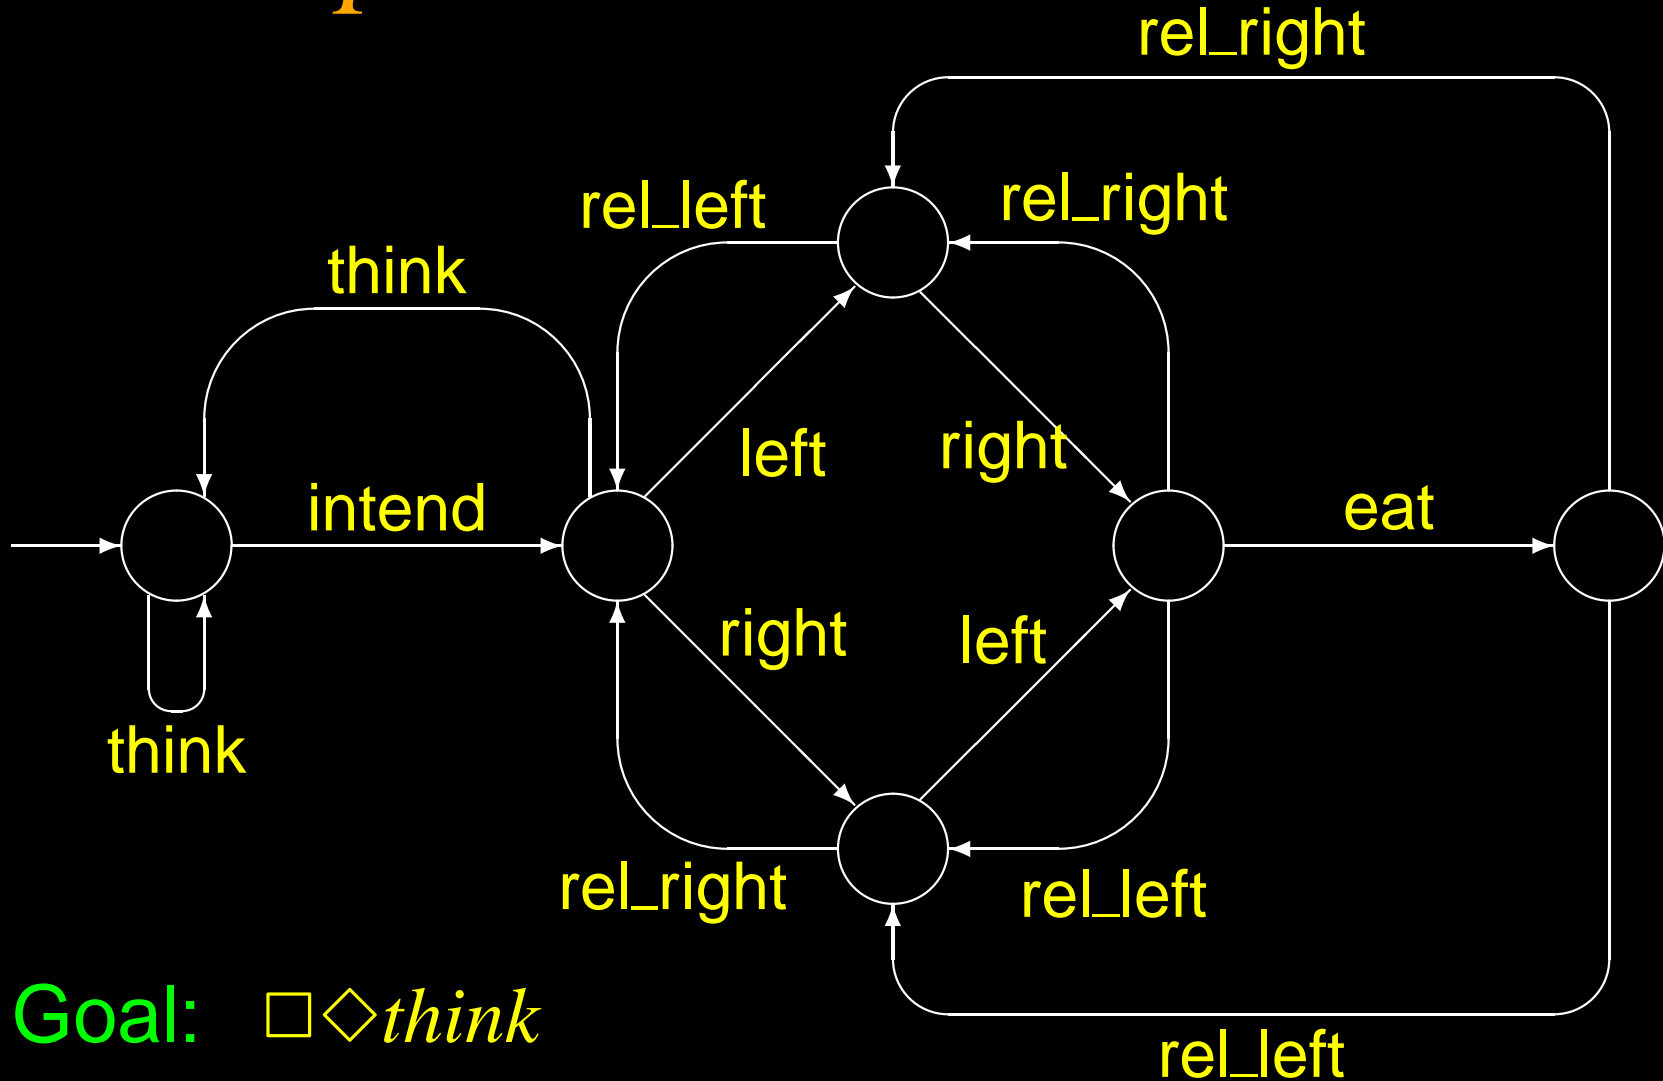 rel_right
rel_left
rel_right
think
left
right
intend
eat
right
left
think
rel_right
rel_left
Goal: □◇think
rel_left